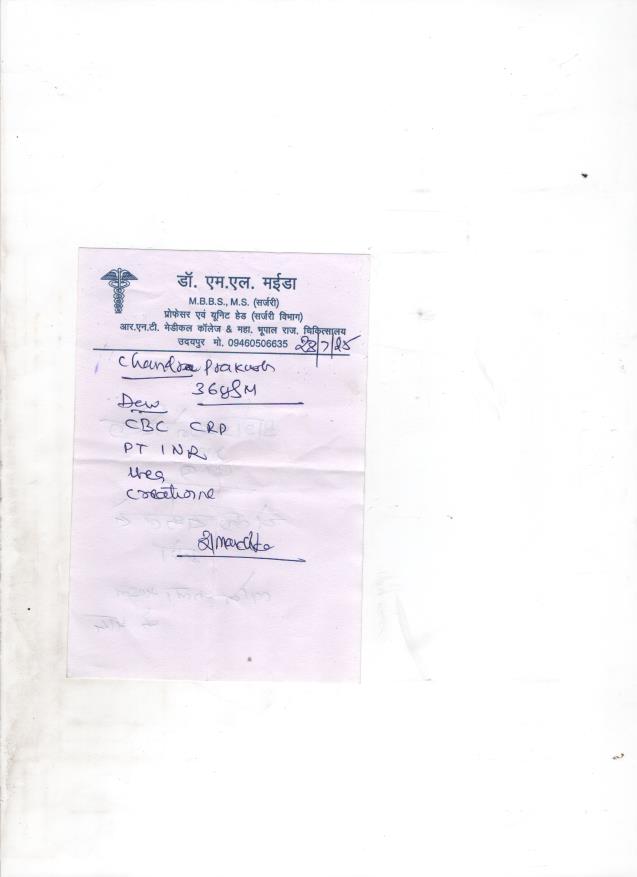 डॉ. एम.एल. मईडा
M.B.B.S., M.S. (सर्जरी)
प्रोफेसर एवं यूनिट हेड (सर्जरी विभाग)
आर.एन.टी. मेडीकल कॉलेज & महा. भूपाल राज. चिकित्सालय
उदयपुर मो. 09460506635 28/7/25
Chandra Prakash
36y/M
CBC CRP
PT INR
Urea